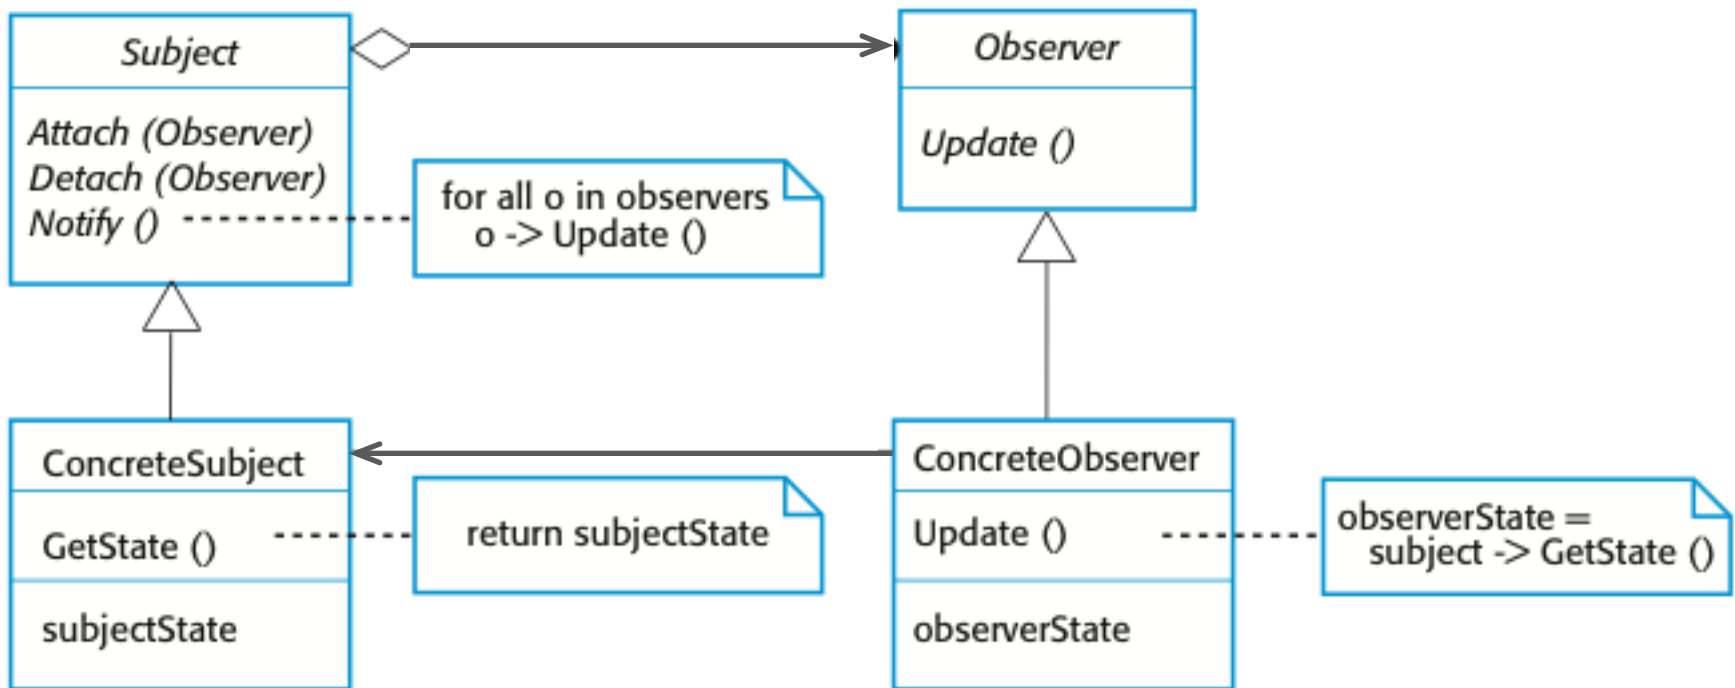 Subject
Attach (Observer)
Detach (Observer)
Notify ()
for all o in observers
o -> Update ()
Observer
Update ()
ConcreteSubject
GetState ()
subjectState
return subjectState
ConcreteObserver
Update ()
observerState
observerState =
subject -> GetState ()